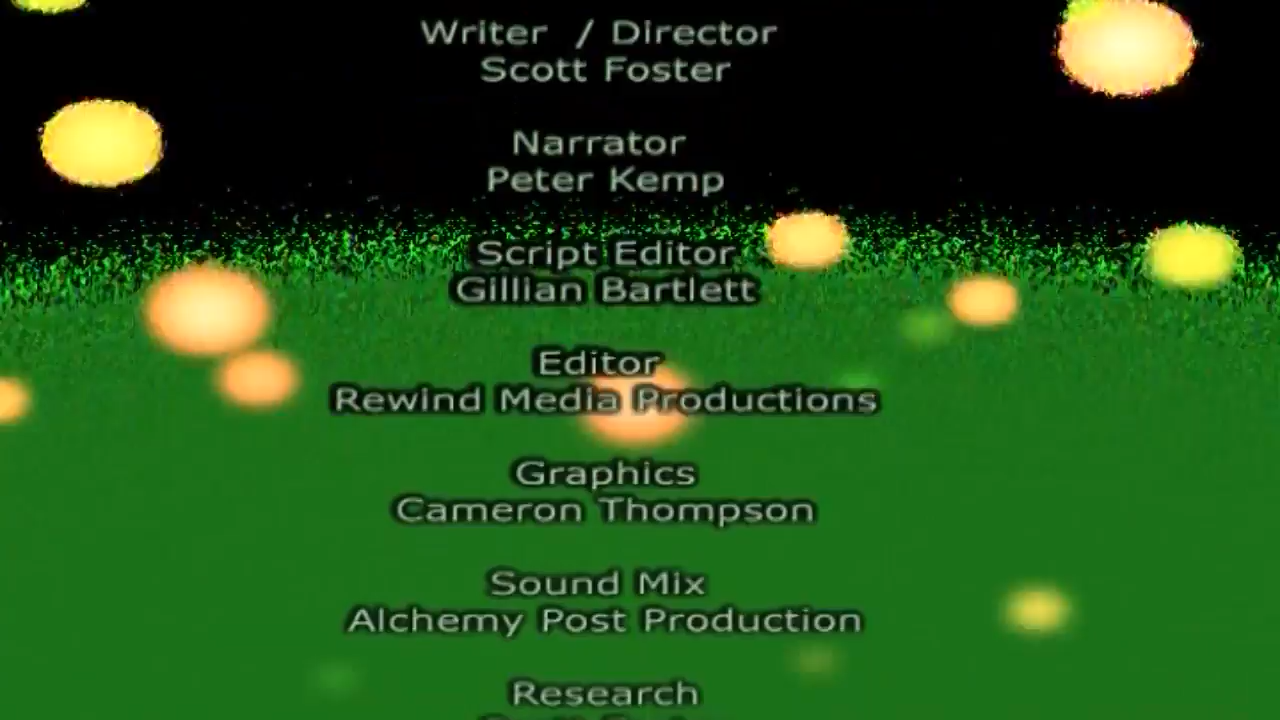 Writer / Director
Scott Foster
Narrator
Peter Kemp
Script Editor
Gillian Bartlett
Editor
Rewind Media Productions
Graphics
Cameron Thompson
Sound Mix
Alchemy Post Production
Research